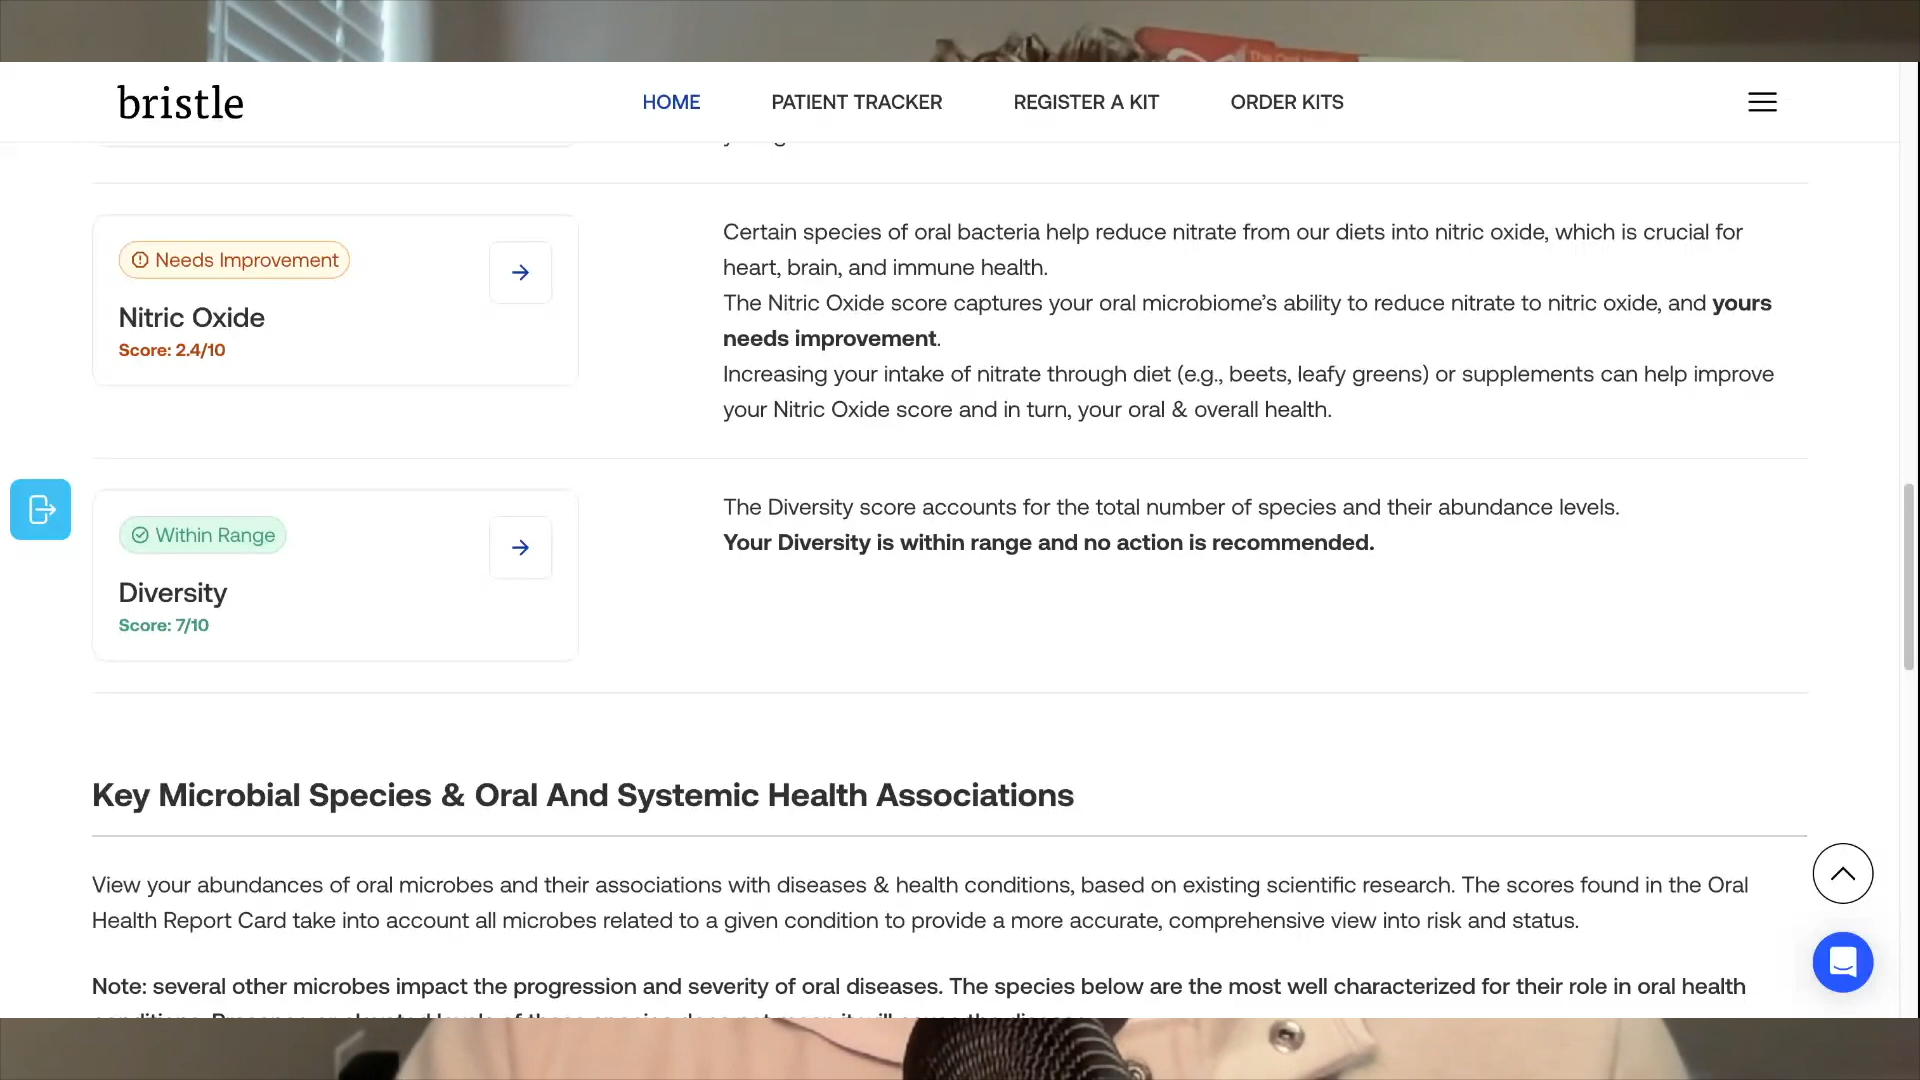 bristle
HOME
PATIENT TRACKER
REGISTER A KIT
ORDER KITS
Needs Improvement
Nitric Oxide
Score: 2.4/10
Certain species of oral bacteria help reduce nitrate from our diets into nitric oxide, which is crucial for
heart, brain, and immune health.
The Nitric Oxide score captures your oral microbiome’s ability to reduce nitrate to nitric oxide, and yours
needs improvement.
Increasing your intake of nitrate through diet (e.g., beets, leafy greens) or supplements can help improve
your Nitric Oxide score and in turn, your oral & overall health.
Within Range
Diversity
Score: 7/10
The Diversity score accounts for the total number of species and their abundance levels.
Your Diversity is within range and no action is recommended.
Key Microbial Species & Oral And Systemic Health Associations
View your abundances of oral microbes and their associations with diseases & health conditions, based on existing scientific research. The scores found in the Oral
Health Report Card take into account all microbes related to a given condition to provide a more accurate, comprehensive view into risk and status.
Note: several other microbes impact the progression and severity of oral diseases. The species below are the most well characterized for their role in oral health